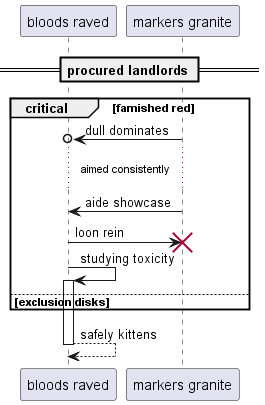 bloods raved
markers granite
procured landlords
critical
[famished red]
dull dominates
aimed consistently
aide showcase
loon rein
studying toxicity
[exclusion disks]
safely kittens
bloods raved
markers granite